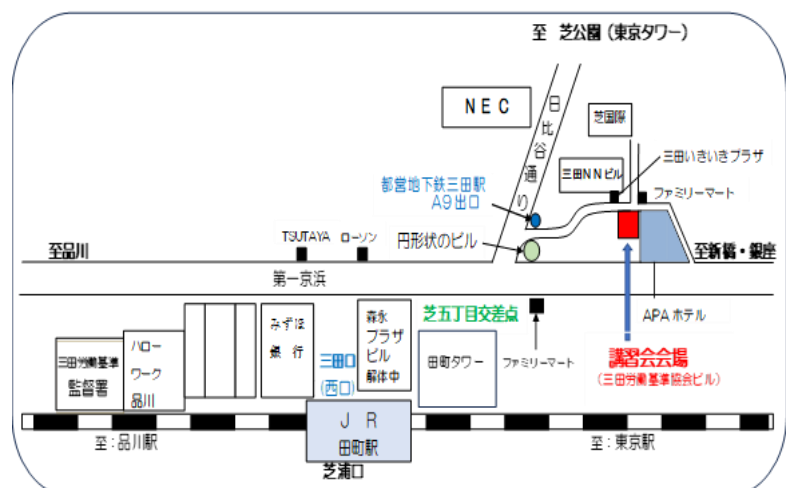 至 芝公園（東京タワー）
NEC
日比谷通り
芝国際
三田いきいきプラザ
三田NNビル
ファミリーマート
都営地下鉄三田駅
A9出口
TSUTAYA
ローソン
円形状のビル
至品川
至新橋・銀座
第一京浜
APAホテル
芝五丁目交差点
ファミリーマート
講習会会場
（三田労働基準協会ビル）
三田労働基準
監督署
ハロー
ワーク
品川
みずほ
銀行
三田口
（西口）
森永
プラザ
ビル
解体中
田町タワー
JR
田町駅
芝浦口
至：品川駅
至：東京駅